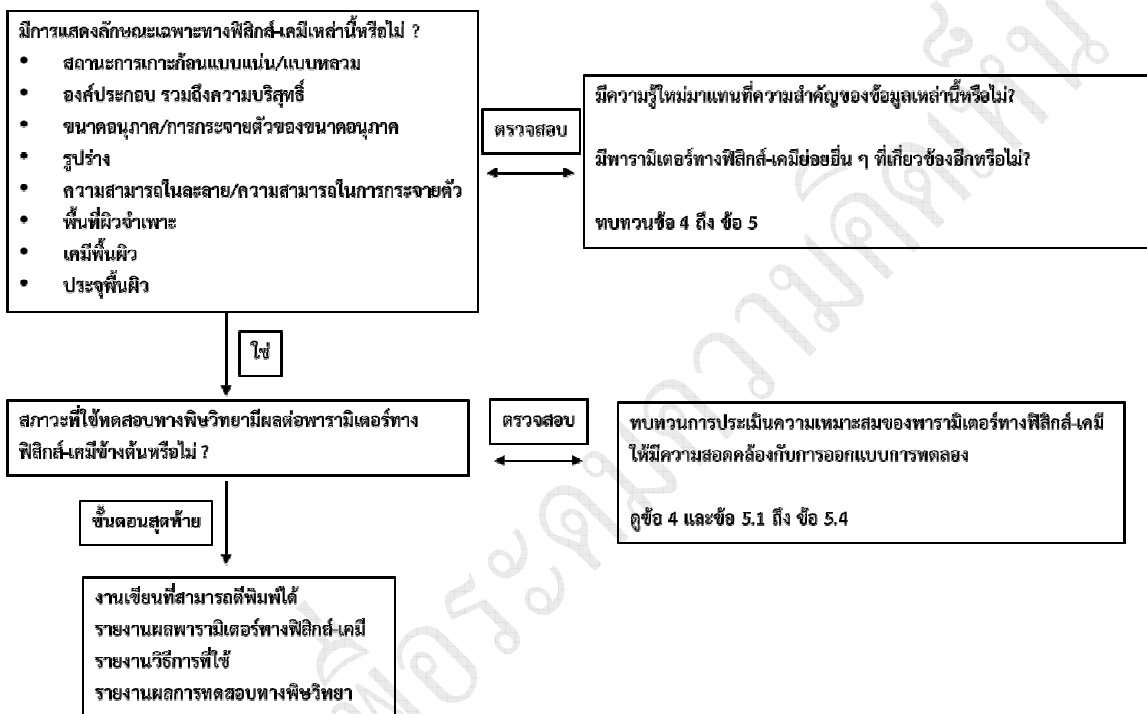 มีการแสดงลักษณะเฉพาะทางฟิสิกส์-เคมีเหล่านี้หรือไม่ ?
• สถานะการเกาะก้อนแบบแน่น/แบบหลวม
• องค์ประกอบ รวมถึงความบริสุทธิ์
• ขนาดอนุภาค/การกระจายตัวของขนาดอนุภาค
• รูปร่าง
• ความสามารถในละลาย/ความสามารถในการกระจายตัว
• พื้นที่ผิวจำเพาะ
• เคมีพื้นผิว
• ประจุพื้นผิว
ตรวจสอบ
มีความรู้ใหม่มาแทนที่ความสำคัญของข้อมูลเหล่านี้หรือไม่?
มีพารามิเตอร์ทางฟิสิกส์-เคมีย่อยอื่น ๆ ที่เกี่ยวข้องอีกหรือไม่?
ทบทวนข้อ 4 ถึง ข้อ 5
ใช่
สภาวะที่ใช้ทดสอบทางพิษวิทยามีผลต่อพารามิเตอร์ทาง
ฟิสิกส์-เคมีข้างต้นหรือไม่ ?
ตรวจสอบ
ทบทวนการประเมินความเหมาะสมของพารามิเตอร์ทางฟิสิกส์-เคมี
ให้มีความสอดคล้องกับการออกแบบการทดลอง
ดูข้อ 4 และข้อ 5.1 ถึง ข้อ 5.4
ขั้นตอนสุดท้าย
งานเขียนที่สามารถตีพิมพ์ได้
รายงานผลพารามิเตอร์ทางฟิสิกส์-เคมี
รายงานวิธีการที่ใช้
รายงานผลการทดสอบทางพิษวิทยา
เพื่อระดมความคิดเห็น